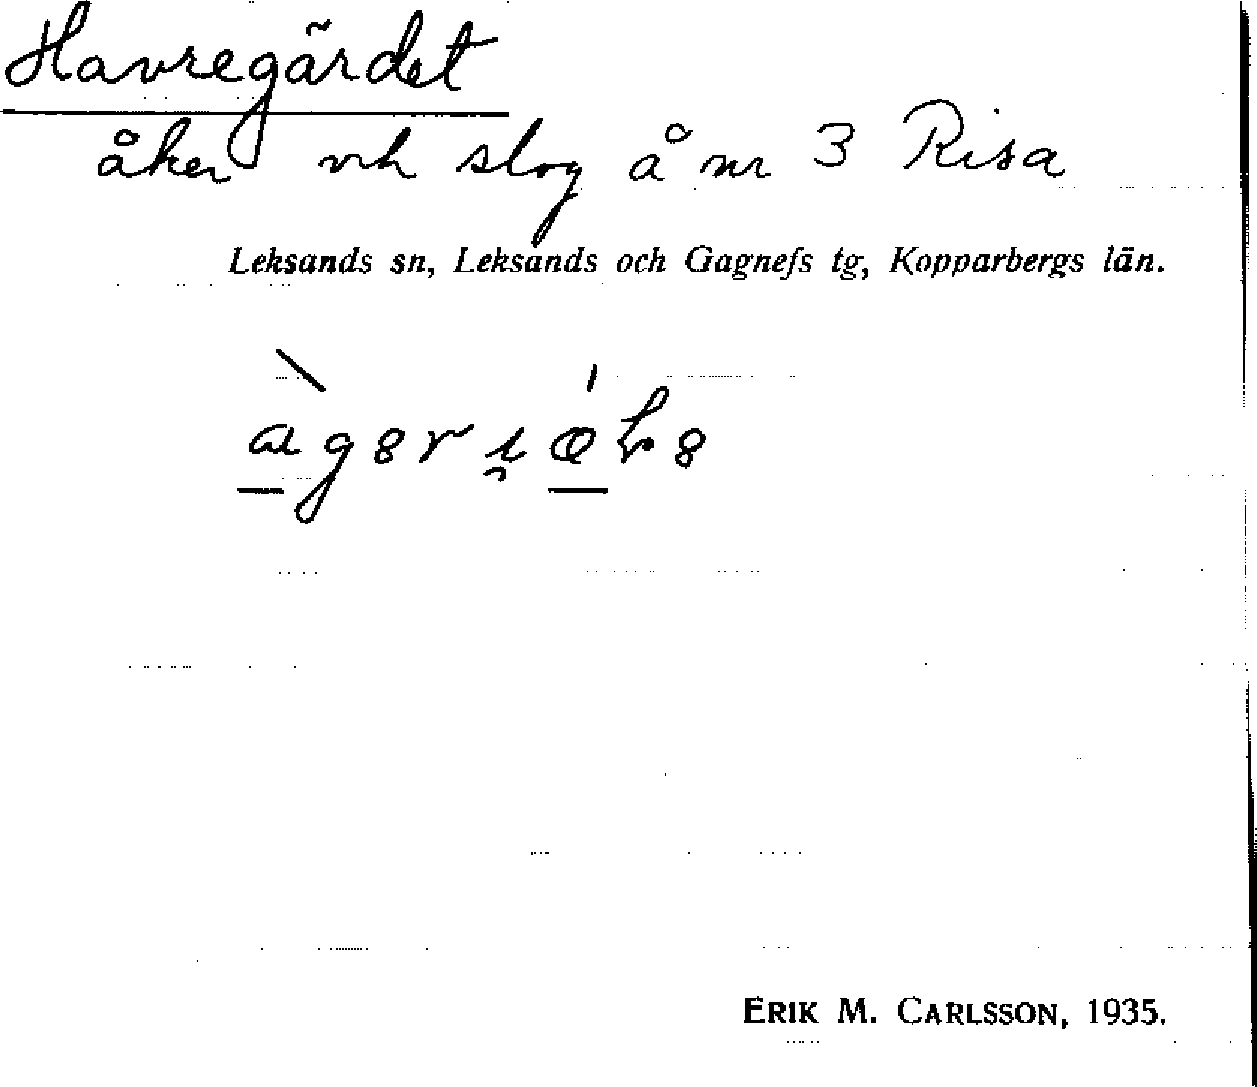 Havregärdet
åker och slog å nr 3 Risa
Leksands sn, Leksands och Gagnefs tg, Kopparbergs län.
ERIK M. CARLSSON, 1935.